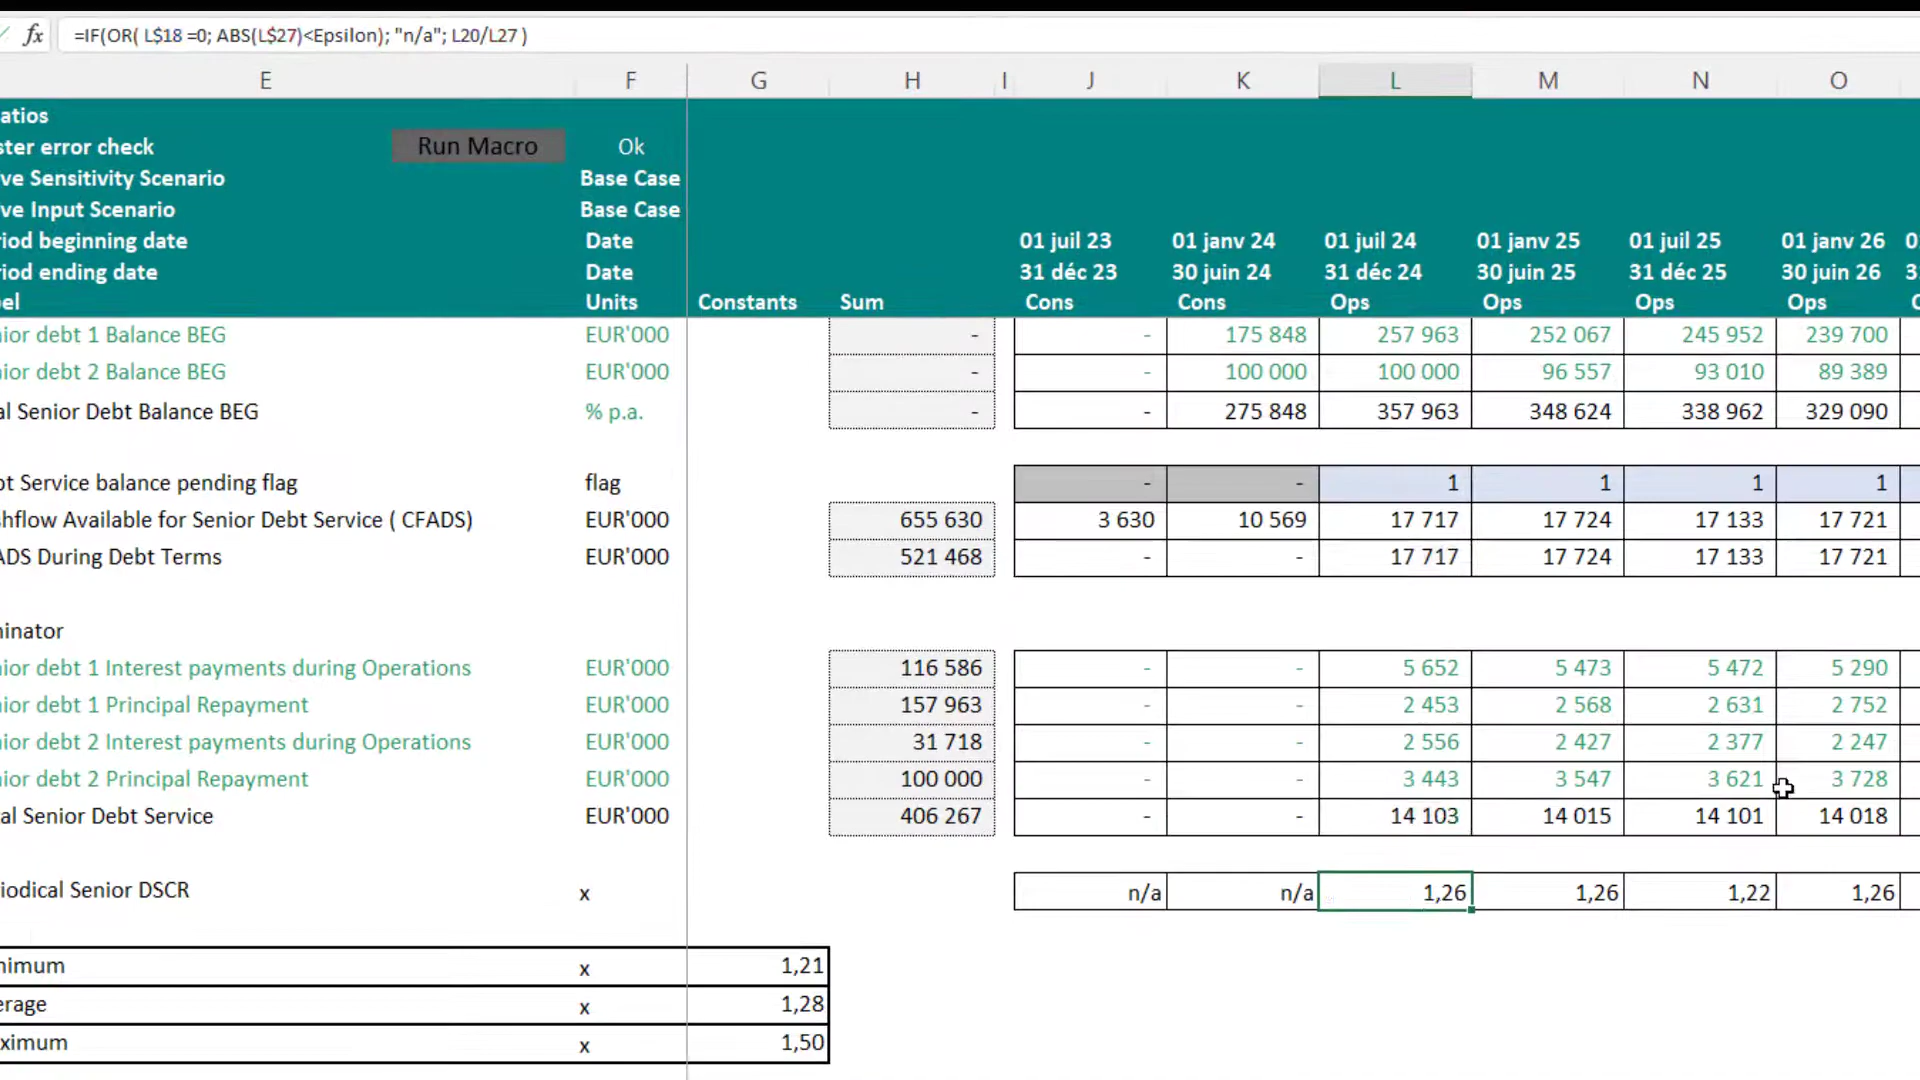 fx =IF(OR( L$18 =0; ABS(L$27)<Epsilon); "n/a"; L20/L27 )
E F G H I J K L M N O
atios
ster error check Run Macro Ok
ve Sensitivity Scenario Base Case
ve Input Scenario Base Case
riod beginning date Date 01 juil 23 01 janv 24 01 juil 24 01 janv 25 01 juil 25 01 janv 26 0
riod ending date Date 31 déc 23 30 juin 24 31 déc 24 30 juin 25 31 déc 25 30 juin 26 3
el Units Constants Sum Cons Cons Ops Ops Ops Ops
nior debt 1 Balance BEG EUR'000 - - 175 848 257 963 252 067 245 952 239 700
nior debt 2 Balance BEG EUR'000 - - 100 000 100 000 96 557 93 010 89 389
al Senior Debt Balance BEG % p.a. - - 275 848 357 963 348 624 338 962 329 090
ot Service balance pending flag flag - - 1 1 1 1
shflow Available for Senior Debt Service ( CFADS) EUR'000 655 630 3 630 10 569 17 717 17 724 17 133 17 721
ADS During Debt Terms EUR'000 521 468 - - 17 717 17 724 17 133 17 721
ninator
nior debt 1 Interest payments during Operations EUR'000 116 586 - - 5 652 5 473 5 472 5 290
nior debt 1 Principal Repayment EUR'000 157 963 - - 2 453 2 568 2 631 2 752
nior debt 2 Interest payments during Operations EUR'000 31 718 - - 2 556 2 427 2 377 2 247
nior debt 2 Principal Repayment EUR'000 100 000 - - 3 443 3 547 3 621 3 728
al Senior Debt Service EUR'000 406 267 - - 14 103 14 015 14 101 14 018
riodical Senior DSCR x n/a n/a 1,26 1,26 1,22 1,26
nimum x 1,21
erage x 1,28
ximum x 1,50